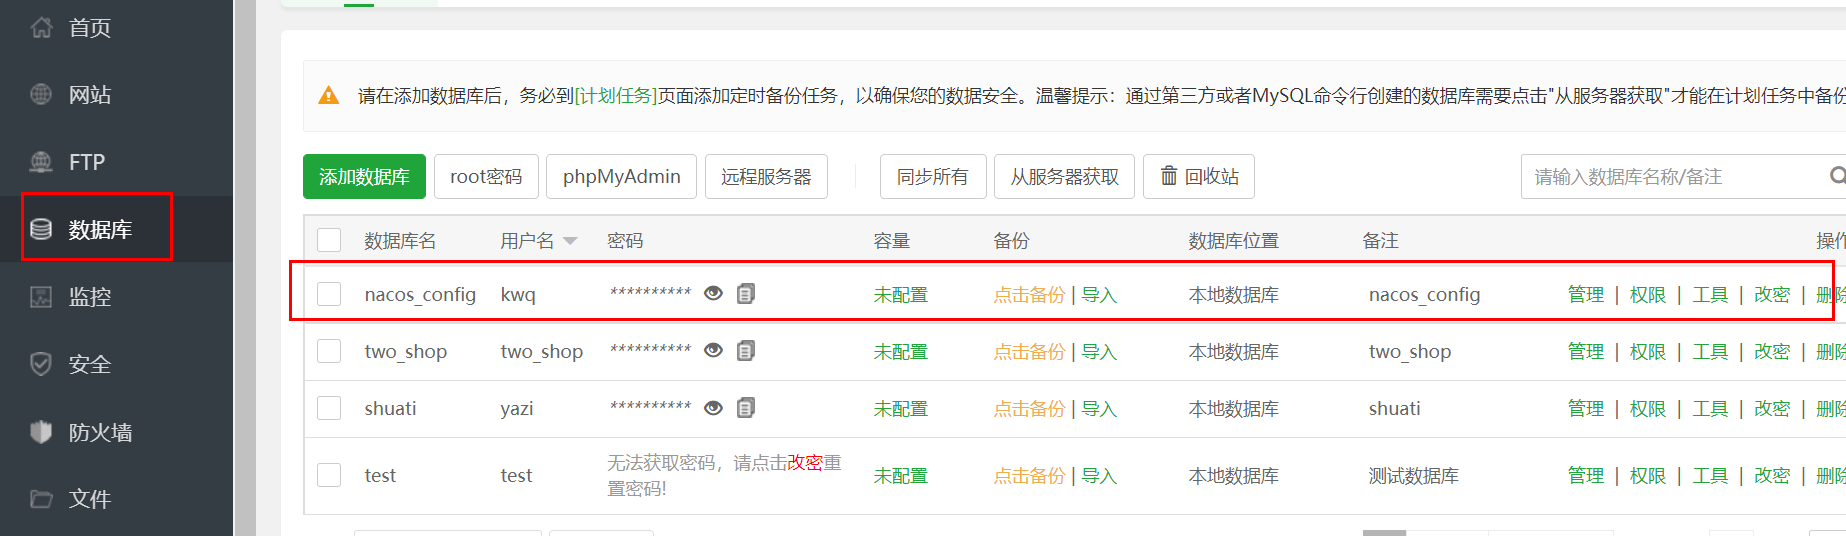 首页
网站
FTP
数据库
监控
安全
防火墙
文件
请在添加数据库后，务必到[计划任务]页面添加定时备份任务，以确保您的数据安全。温馨提示：通过第三方或者MySQL命令行创建的数据库需要点击"从服务器获取"才能在计划任务中备份
添加数据库 root密码 phpMyAdmin 远程服务器 同步所有 从服务器获取 回收站 请输入数据库名称/备注
数据库名 用户名 密码 容量 备份 数据库位置 备注 操作
nacos_config kwq ********** 未配置 点击备份 | 导入 本地数据库 nacos_config 管理 | 权限 | 工具 | 改密 | 删除
two_shop two_shop ********** 未配置 点击备份 | 导入 本地数据库 two_shop 管理 | 权限 | 工具 | 改密 | 删除
shuati yazi ********** 未配置 点击备份 | 导入 本地数据库 shuati 管理 | 权限 | 工具 | 改密 | 删除
test test 无法获取密码，请点击改密重
置密码! 未配置 点击备份 | 导入 本地数据库 测试数据库 管理 | 权限 | 工具 | 改密 | 删除